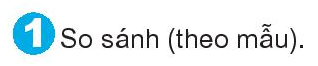 1 So sánh (theo mẫu).